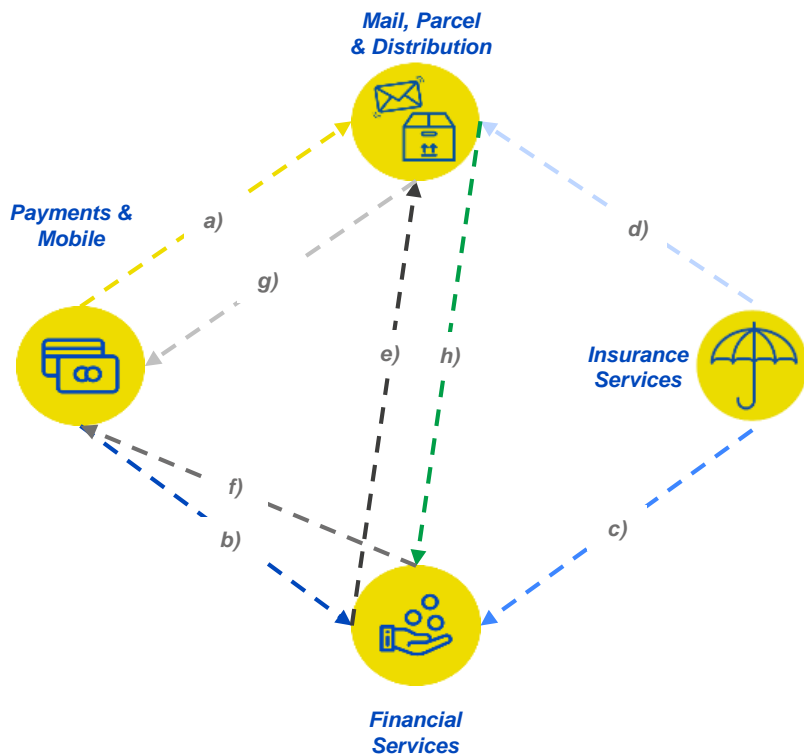 Mail, Parcel
& Distribution
Payments &
Mobile
a)
d)
g)
e)
h)
Insurance
Services
f)
b)
c)
Financial
Services